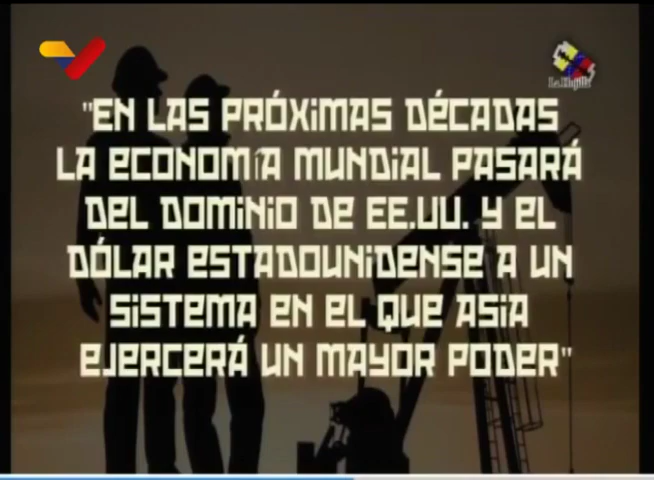 "EN LAS PRÓXIMAS DÉCADAS
LA ECONOMÍA MUNDIAL PASARÁ
DEL DOMINIO DE EE.UU. Y EL
DÓLAR ESTADOUNIDENSE A UN
SISTEMA EN EL QUE ASIA
EJERCERÁ UN MAYOR PODER"